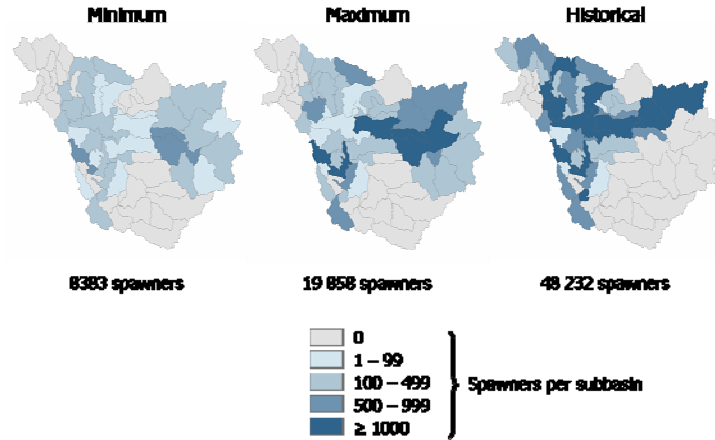 Minimum Maximum Historical
8383 spawners 19 858 spawners 48 232 spawners
0
1 – 99
100 – 499
500 – 999
≥ 1000
Spawners per subbasin